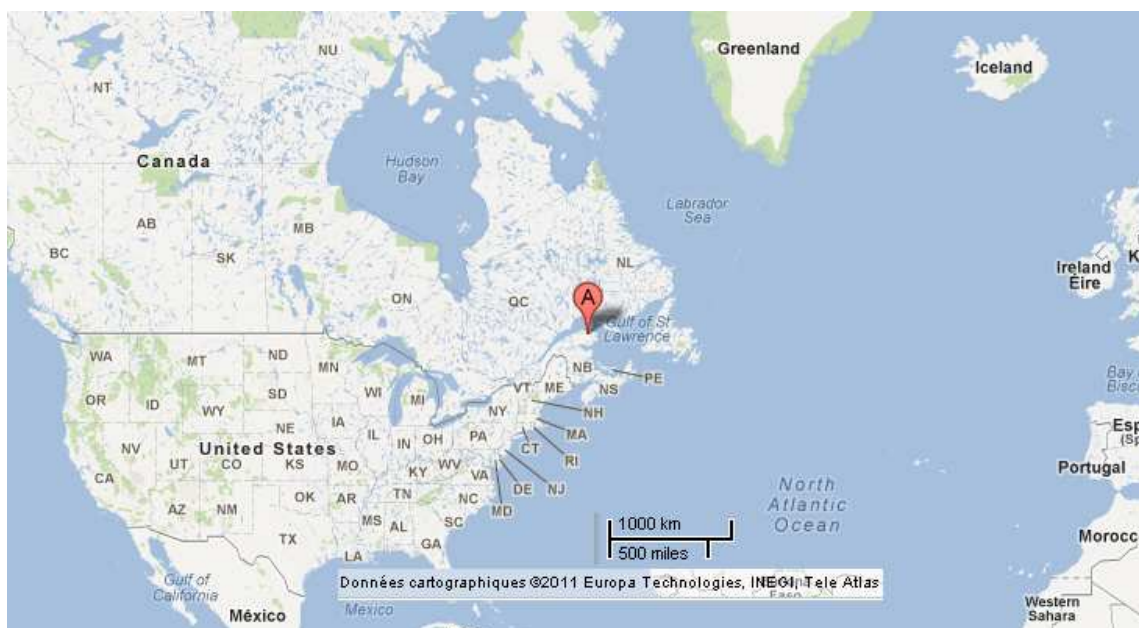 Greenland
Iceland
NU
NT
Canada
Hudson
Bay
Labrador
Sea
AB
MB
BC
SK
NL
Ireland
Éire
ON
QC
A
Gulf of St
Lawrence
WA
MT
ND
MN
NB
PE
OR
ID
SD
WI
MI
VT
ME
NS
WY
NY
NH
NE
IA
IL
IN
OH
PA
MA
NV
United States
UT
CO
KS
MO
KY
WV
VA
CT
RI
CA
Portugal
OK
AR
TN
NC
DE
NJ
AZ
NM
MS
AL
SC
MD
North
Atlantic
Ocean
TX
LA
GA
1000 km
500 miles
Gulf of
California
Données cartographiques ©2011 Europa Technologies, INEGI, Tele Atlas
México
Mexico
Western
Sahara